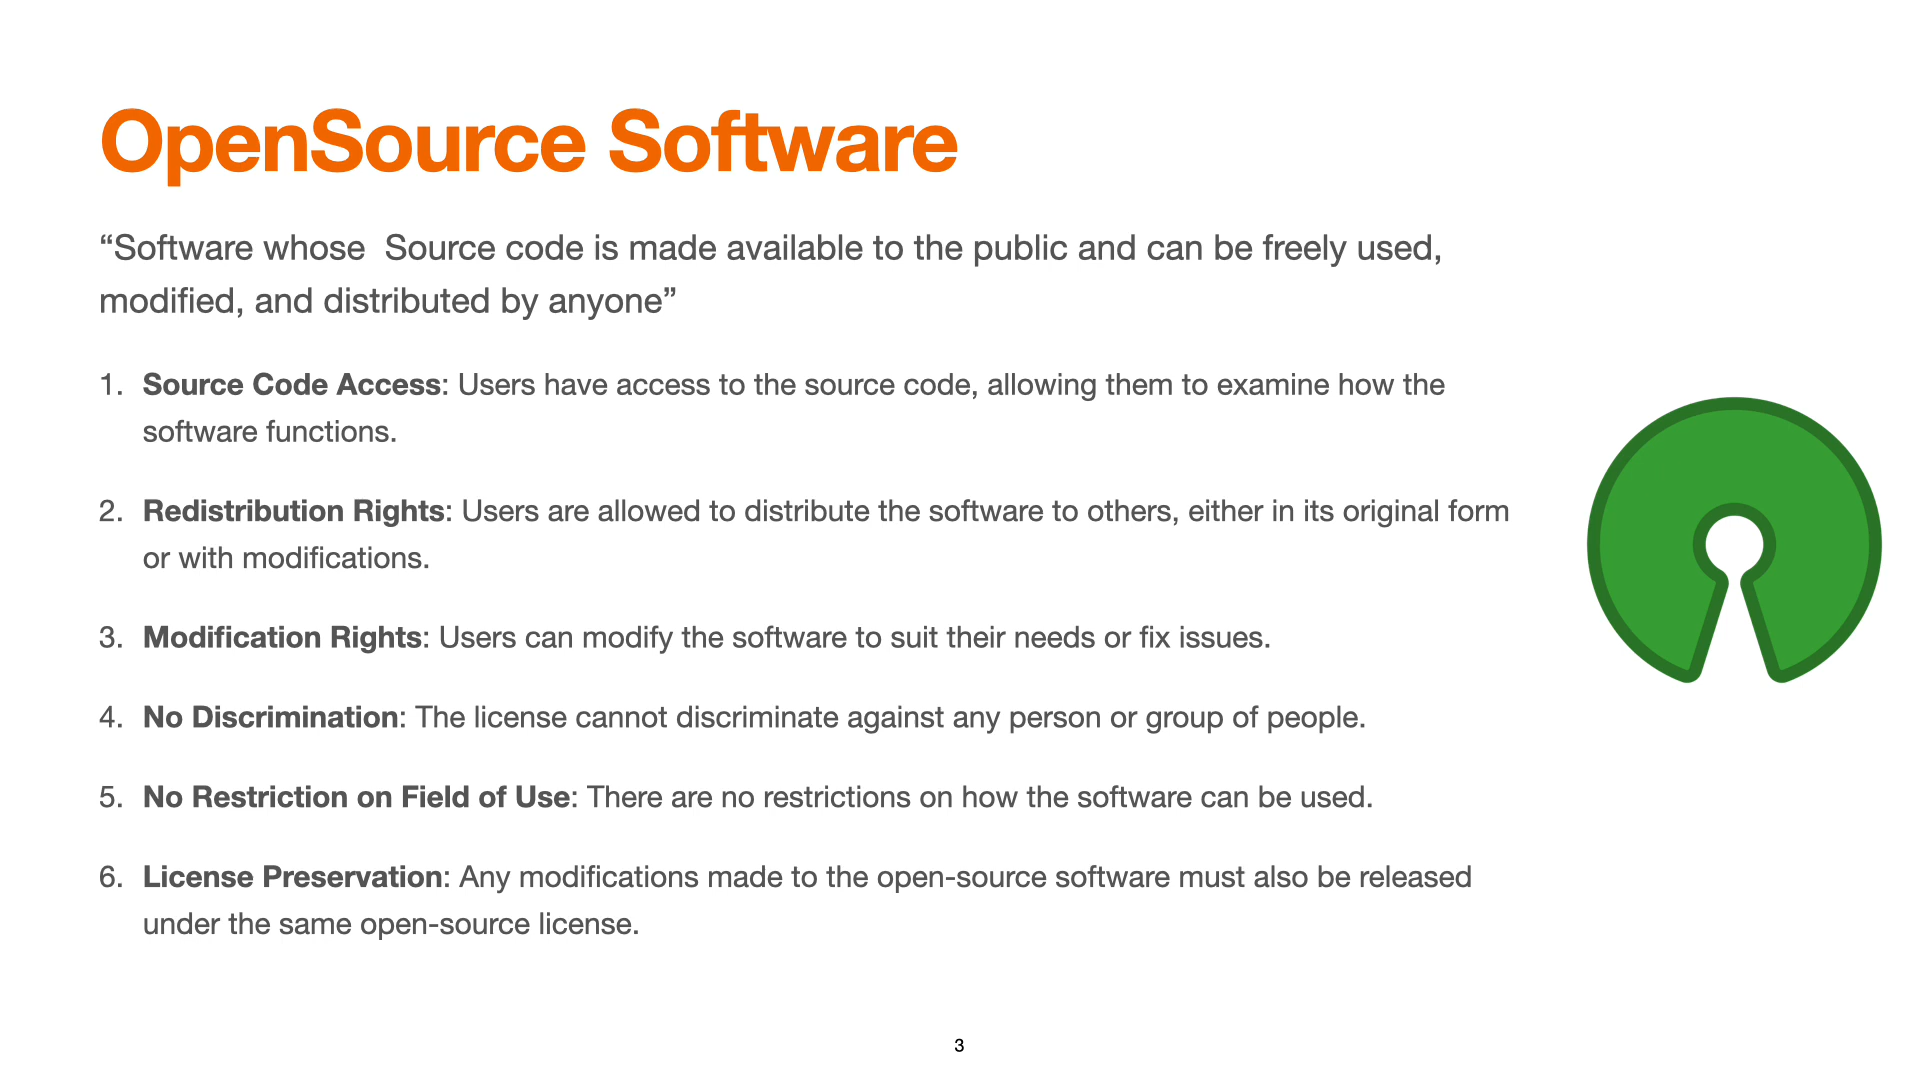 OpenSource Software
“Software whose  Source code is made available to the public and can be freely used,
modified, and distributed by anyone”
1. Source Code Access: Users have access to the source code, allowing them to examine how the
software functions.
2. Redistribution Rights: Users are allowed to distribute the software to others, either in its original form
or with modifications.
3. Modification Rights: Users can modify the software to suit their needs or fix issues.
4. No Discrimination: The license cannot discriminate against any person or group of people.
5. No Restriction on Field of Use: There are no restrictions on how the software can be used.
6. License Preservation: Any modifications made to the open-source software must also be released
under the same open-source license.
3